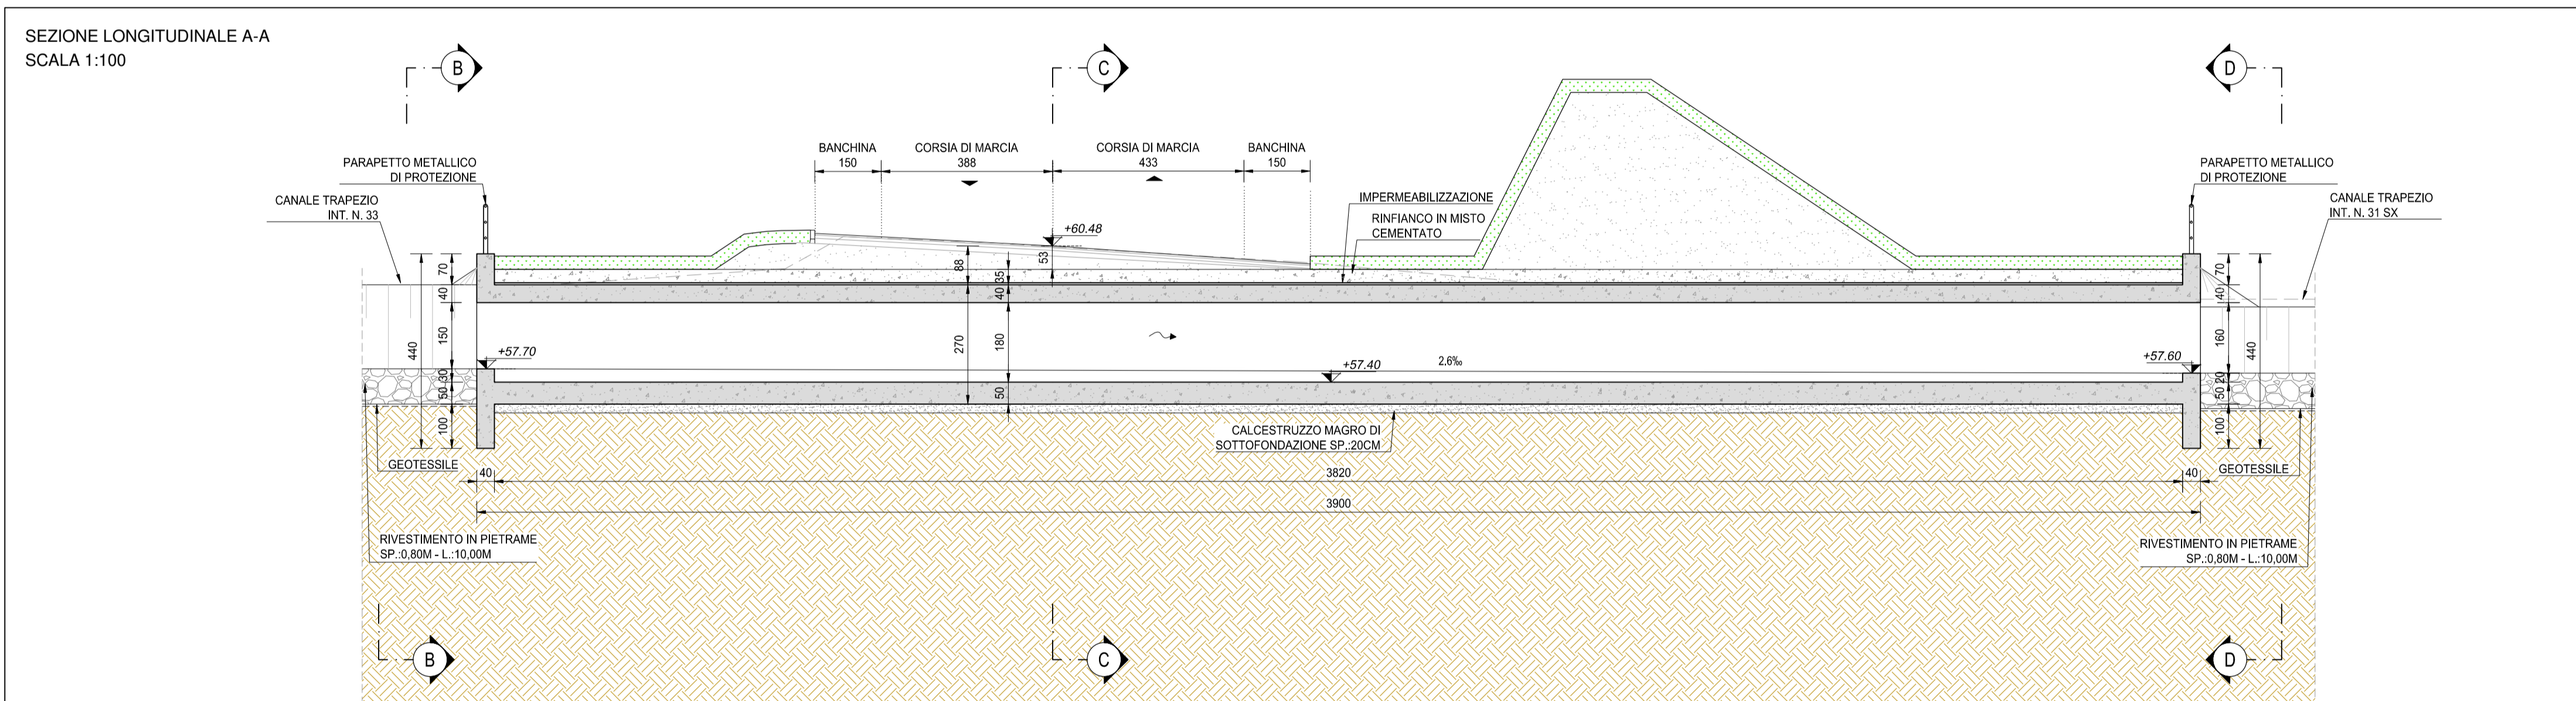 SEZIONE LONGITUDINALE A-A
SCALA 1:100
B
C
D
BANCHINA
150
CORSIA DI MARCIA
388
CORSIA DI MARCIA
433
BANCHINA
150
PARAPETTO METALLICO
DI PROTEZIONE
PARAPETTO METALLICO
DI PROTEZIONE
CANALE TRAPEZIO
INT. N. 33
CANALE TRAPEZIO
INT. N. 31 SX
IMPERMEABILIZZAZIONE
RINFIANCO IN MISTO
CEMENTATO
+60.48
53
88
35
40
70
40
150
30
50
100
440
270
180
50
70
40
160
20
50
100
440
+57.70
+57.40
2.6‰
+57.60
CALCESTRUZZO MAGRO DI
SOTTOFONDAZIONE SP.:20CM
GEOTESSILE
GEOTESSILE
40
3820
40
3900
RIVESTIMENTO IN PIETRAME
SP.:0,80M - L.:10,00M
RIVESTIMENTO IN PIETRAME
SP.:0,80M - L.:10,00M
B
C
D